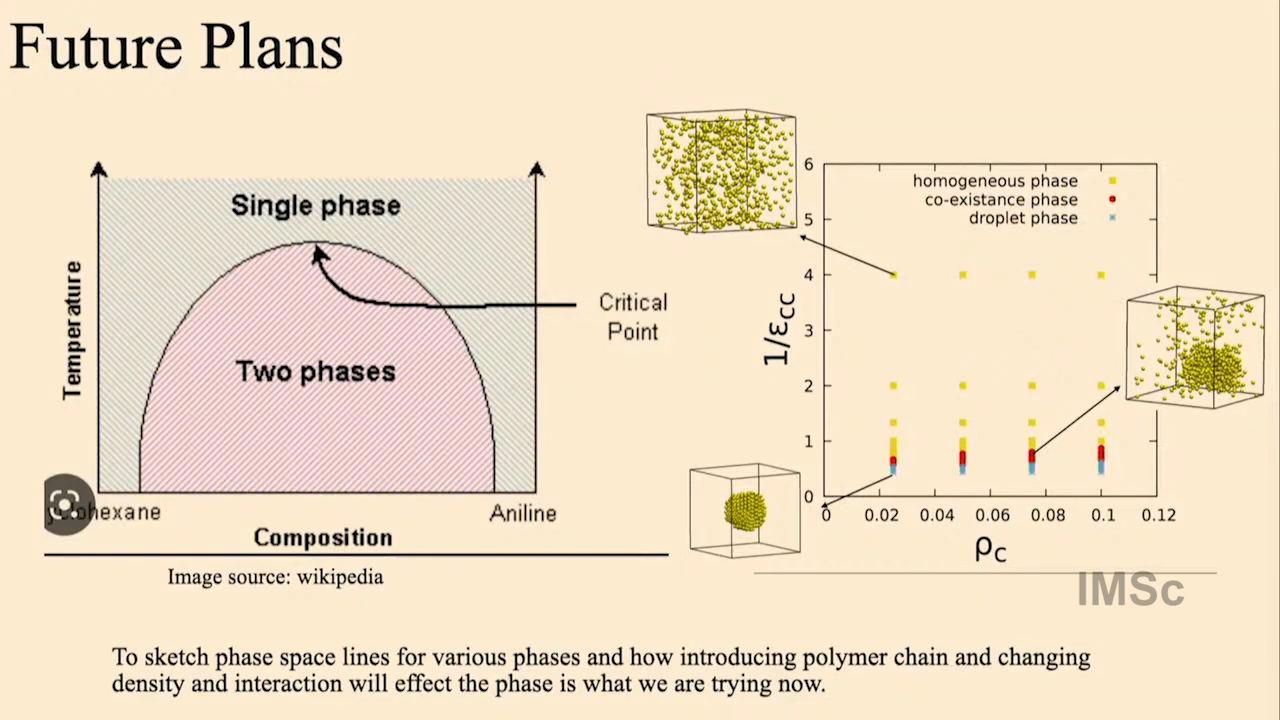 Future Plans
Single phase
Two phases
Temperature
Critical
Point
Aniline
Composition
Image source: wikipedia
6
5
4
3
2
1
0
1/εcc
homogeneous phase
co-existance phase
droplet phase
0 0.02 0.04 0.06 0.08 0.1 0.12
ρc
IMSc
To sketch phase space lines for various phases and how introducing polymer chain and changing
density and interaction will effect the phase is what we are trying now.